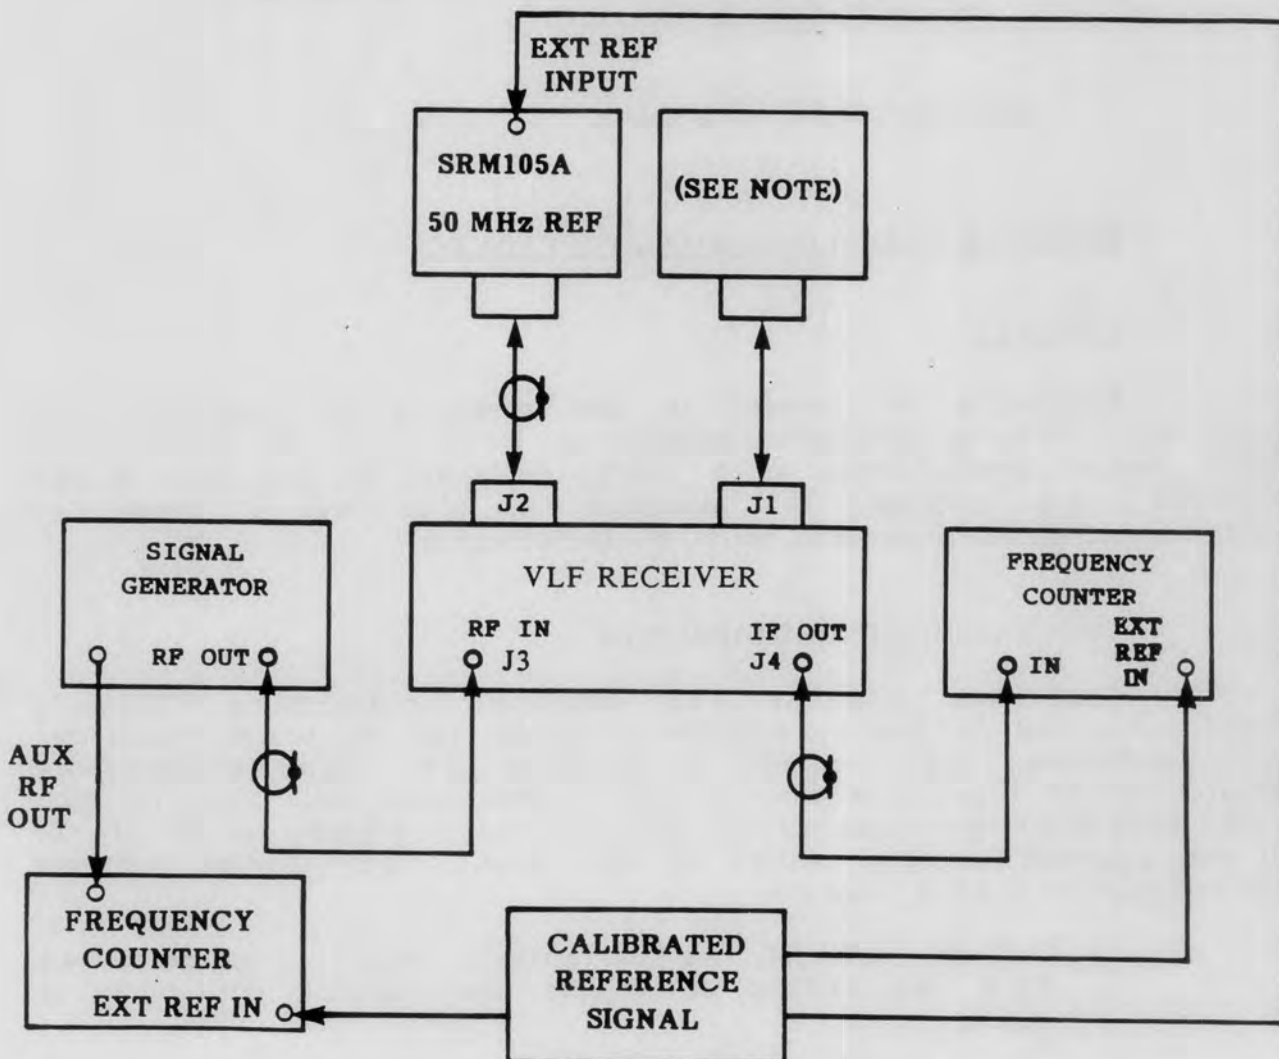 EXT REF
INPUT
SRM105A
50 MHz REF
(SEE NOTE)
J2
J1
SIGNAL
GENERATOR
RF OUT
VLF RECEIVER
RF IN
J3
IF OUT
J4
FREQUENCY
COUNTER
IN
EXT
REF
IN
AUX
RF
OUT
FREQUENCY
COUNTER
EXT REF IN
CALIBRATED
REFERENCE
SIGNAL